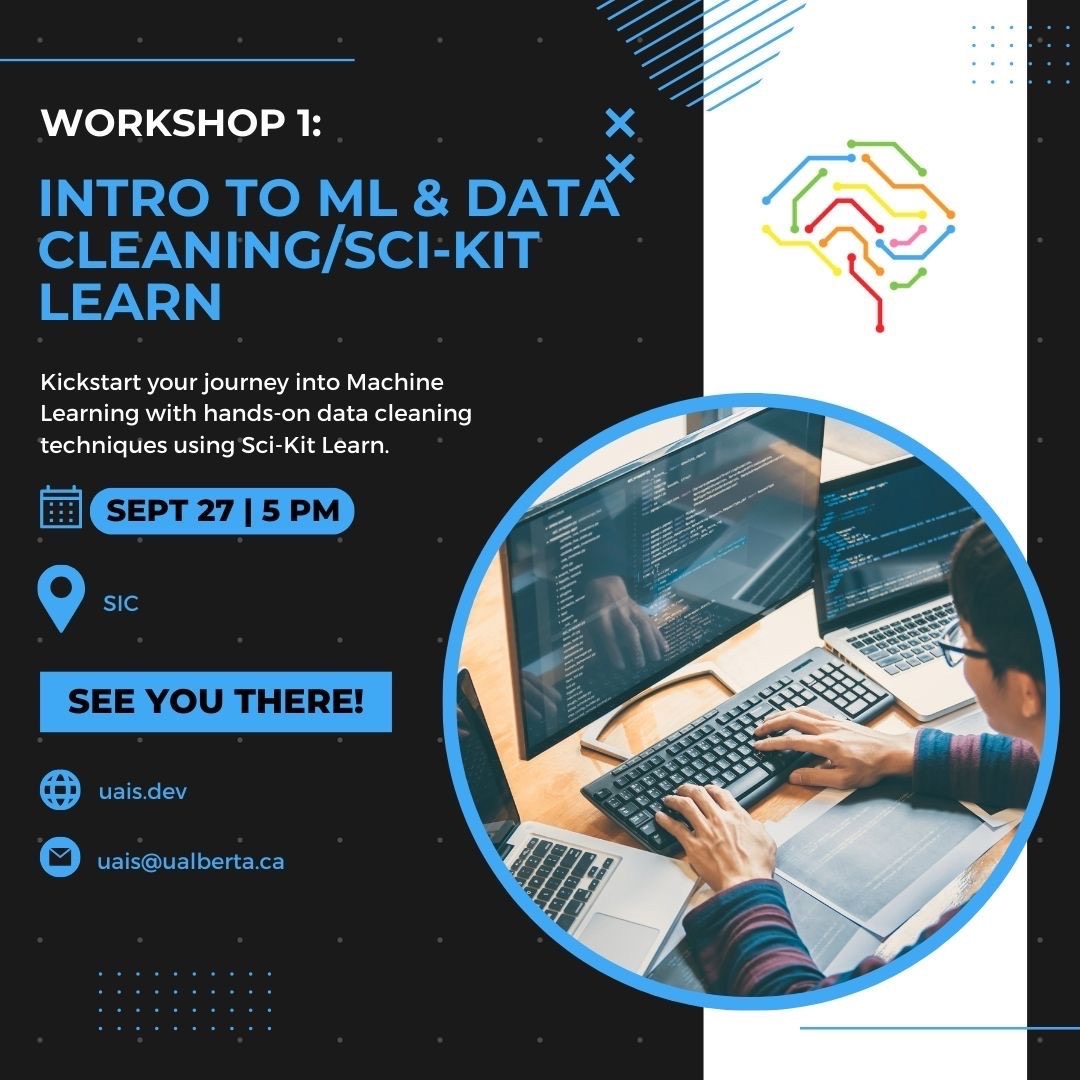 WORKSHOP 1:
INTRO TO ML & DATA
CLEANING/SCI-KIT
LEARN
Kickstart your journey into Machine
Learning with hands-on data cleaning
techniques using Sci-Kit Learn.
SEPT 27 | 5 PM
SIC
SEE YOU THERE!
uais.dev
uais@ualberta.ca